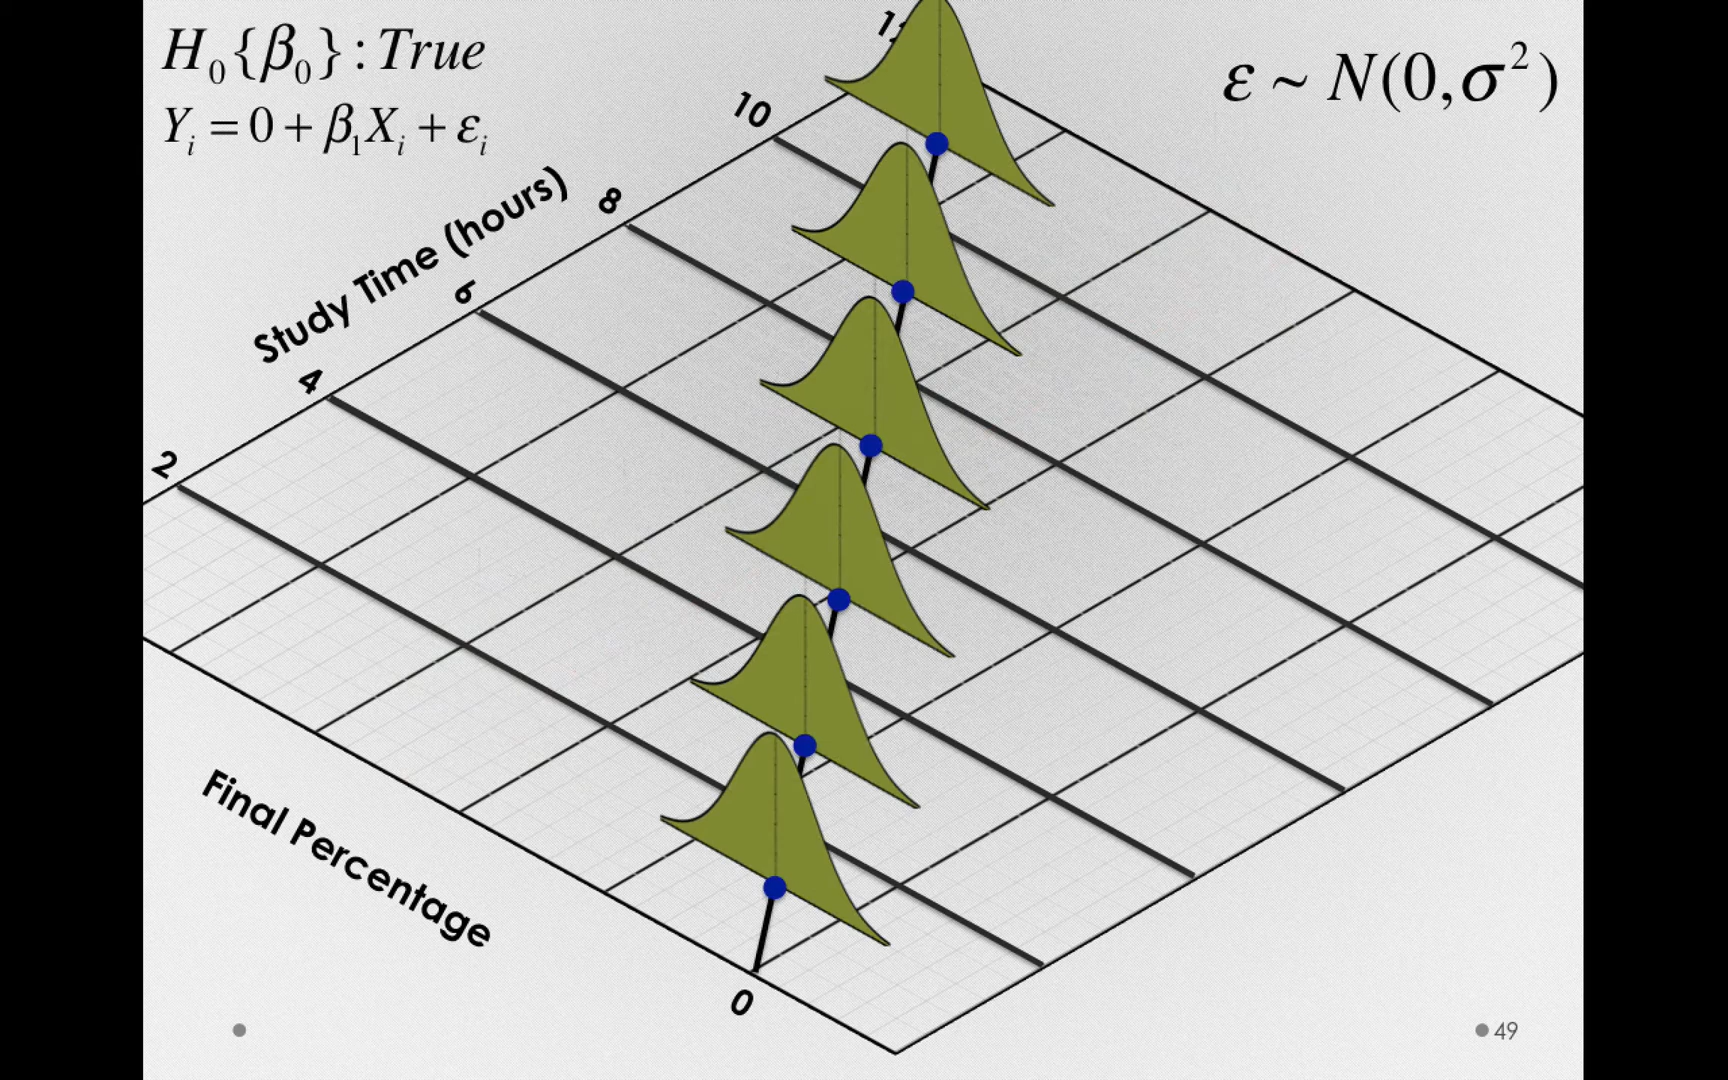 H₀{β₀}: True
Yᵢ = 0 + β₁Xᵢ + εᵢ
ε ~ N(0,σ²)
10
8
6
4
2
Study Time (hours)
Final Percentage
0
49